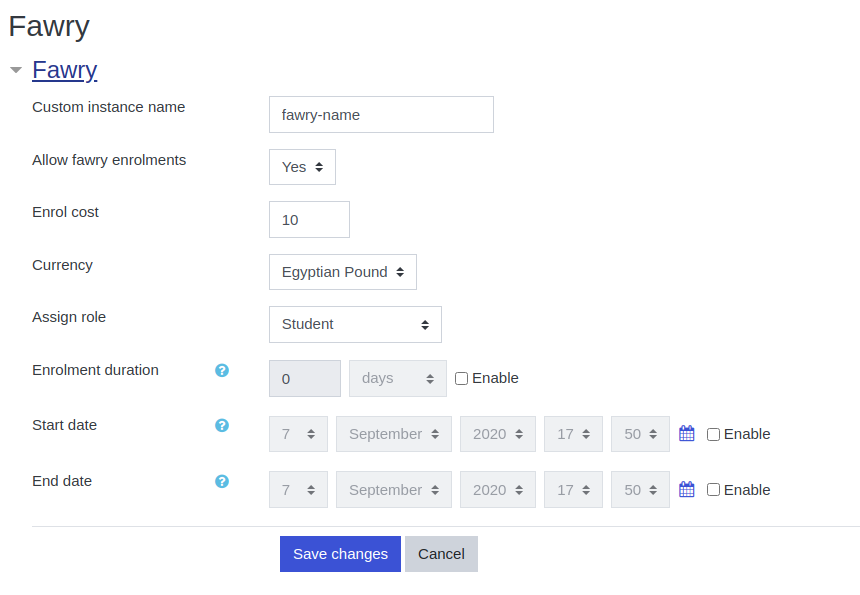 Fawry
Fawry
Custom instance name fawry-name
Allow fawry enrolments Yes
Enrol cost 10
Currency Egyptian Pound
Assign role Student
Enrolment duration ? 0 days Enable
Start date ? 7 September 2020 17 50 Enable
End date ? 7 September 2020 17 50 Enable
Save changes Cancel